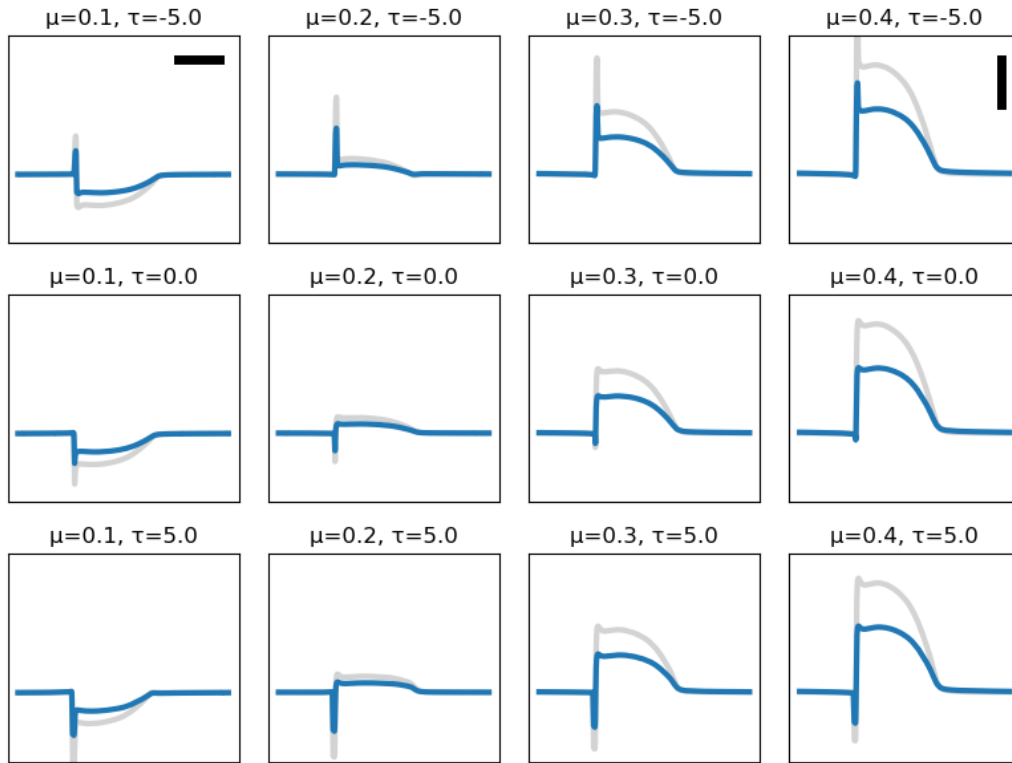 μ=0.1, τ=-5.0
μ=0.2, τ=-5.0
μ=0.3, τ=-5.0
μ=0.4, τ=-5.0
μ=0.1, τ=0.0
μ=0.2, τ=0.0
μ=0.3, τ=0.0
μ=0.4, τ=0.0
μ=0.1, τ=5.0
μ=0.2, τ=5.0
μ=0.3, τ=5.0
μ=0.4, τ=5.0